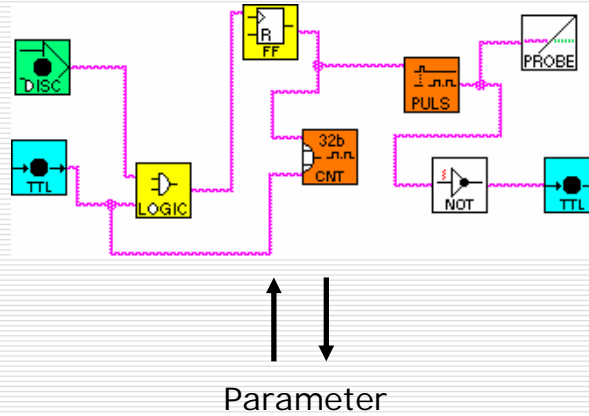 DISC
TTL
LOGIC
R
FF
32b
CNT
PULS
PROBE
NOT
TTL
Parameter